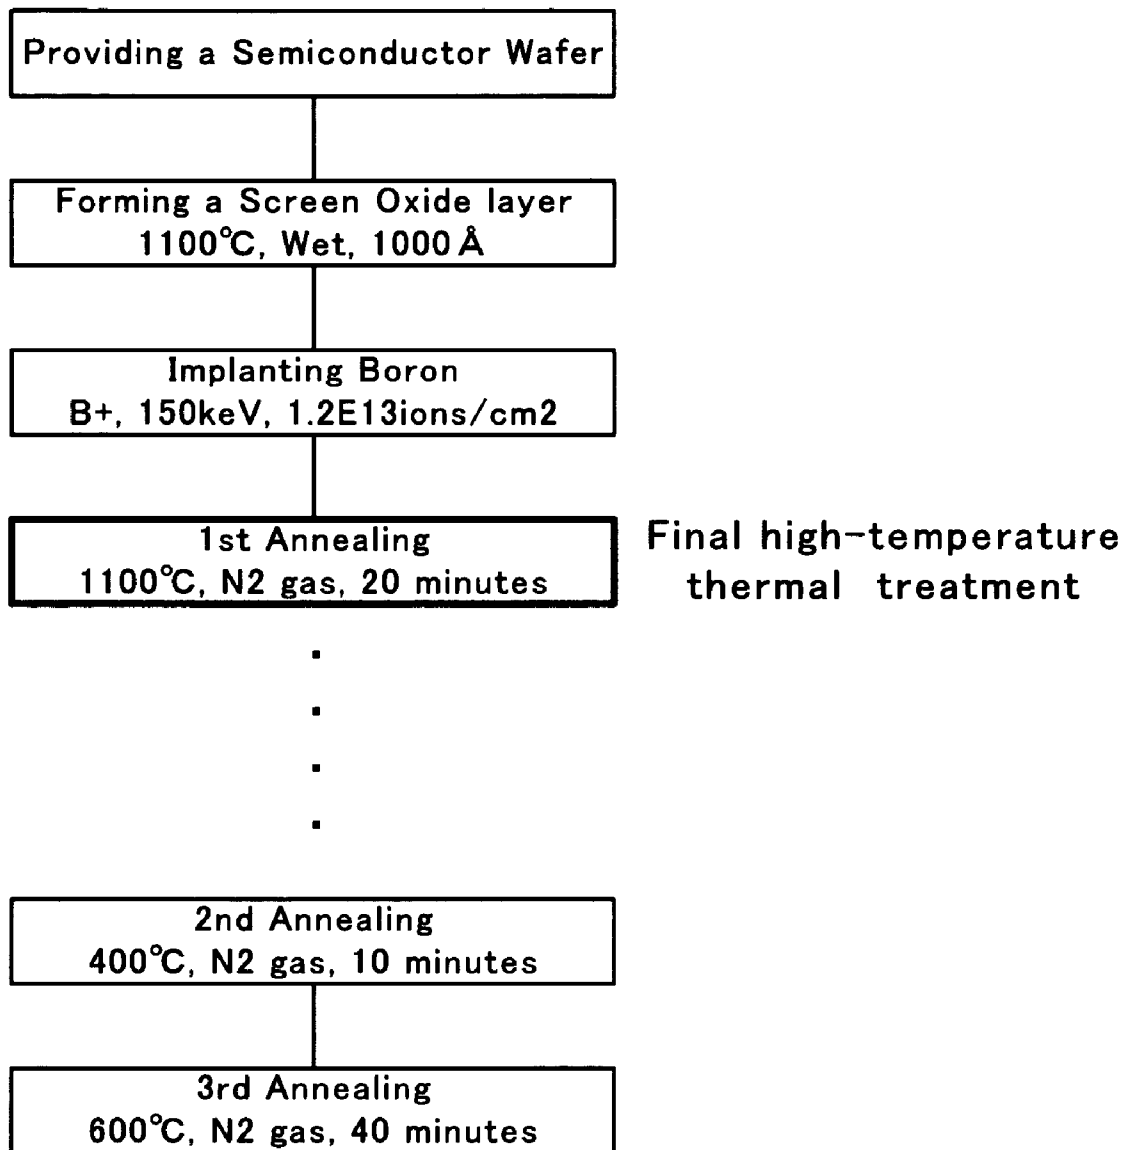 Providing a Semiconductor Wafer
Forming a Screen Oxide layer
1100℃, Wet, 1000Å
Implanting Boron
B+, 150keV, 1.2E13ions/cm2
1st Annealing
1100℃, N2 gas, 20 minutes
Final high-temperature
thermal treatment
2nd Annealing
400℃, N2 gas, 10 minutes
3rd Annealing
600℃, N2 gas, 40 minutes